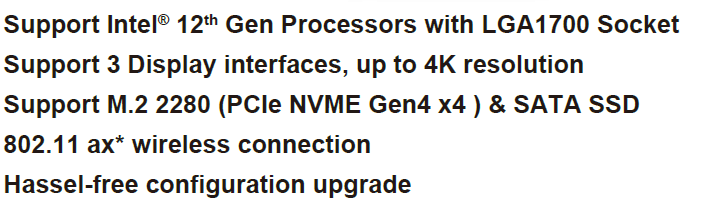 Support Intel® 12th Gen Processors with LGA1700 Socket
Support 3 Display interfaces, up to 4K resolution
Support M.2 2280 (PCIe NVME Gen4 x4 ) & SATA SSD
802.11 ax* wireless connection
Hassel-free configuration upgrade